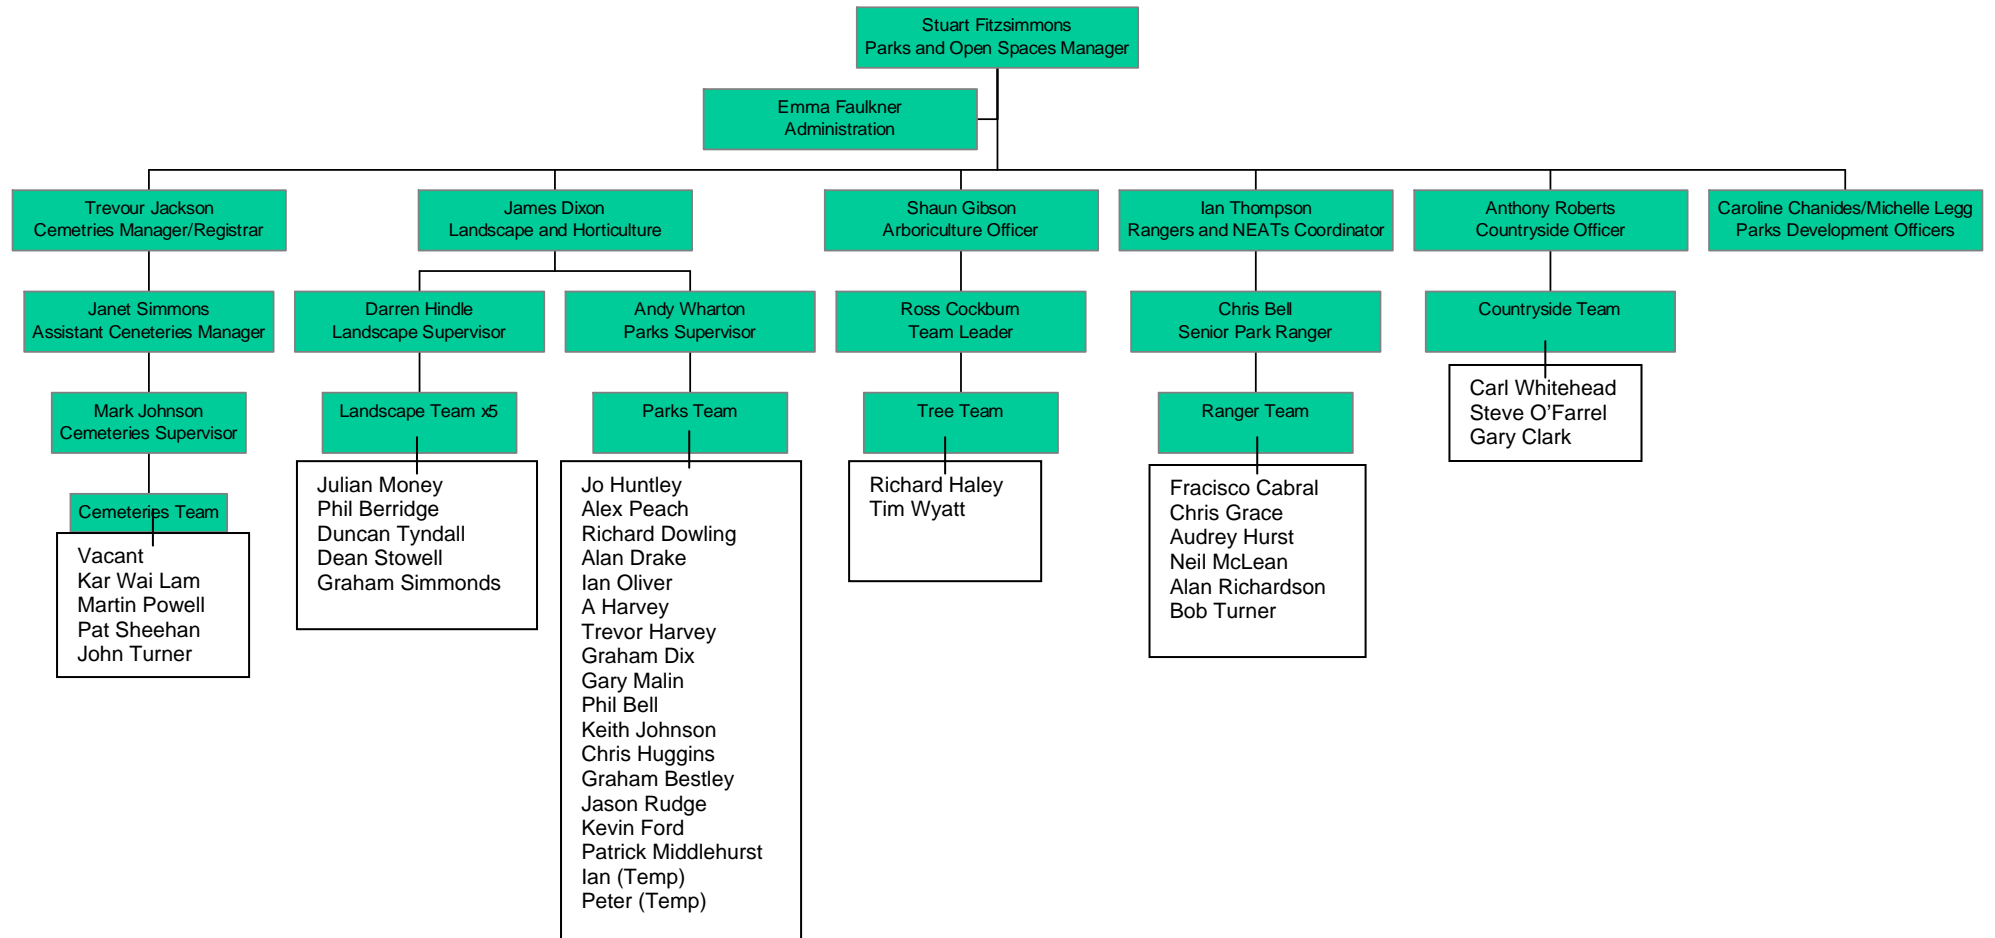 Stuart Fitzsimmons
Parks and Open Spaces Manager
Emma Faulkner
Administration
Trevour Jackson
Cemetries Manager/Registrar
James Dixon
Landscape and Horticulture
Shaun Gibson
Arboriculture Officer
Ian Thompson
Rangers and NEATs Coordinator
Anthony Roberts
Countryside Officer
Caroline Chanides/Michelle Legg
Parks Development Officers
Janet Simmons
Assistant Ceneteries Manager
Darren Hindle
Landscape Supervisor
Andy Wharton
Parks Supervisor
Ross Cockburn
Team Leader
Chris Bell
Senior Park Ranger
Countryside Team
Mark Johnson
Cemeteries Supervisor
Landscape Team x5
Parks Team
Tree Team
Ranger Team
Carl Whitehead
Steve O’Farrel
Gary Clark
Cemeteries Team
Vacant
Kar Wai Lam
Martin Powell
Pat Sheehan
John Turner
Julian Money
Phil Berridge
Duncan Tyndall
Dean Stowell
Graham Simmonds
Jo Huntley
Alex Peach
Richard Dowling
Alan Drake
Ian Oliver
A Harvey
Trevor Harvey
Graham Dix
Gary Malin
Phil Bell
Keith Johnson
Chris Huggins
Graham Bestley
Jason Rudge
Kevin Ford
Patrick Middlehurst
Ian (Temp)
Peter (Temp)
Richard Haley
Tim Wyatt
Fracisco Cabral
Chris Grace
Audrey Hurst
Neil McLean
Alan Richardson
Bob Turner